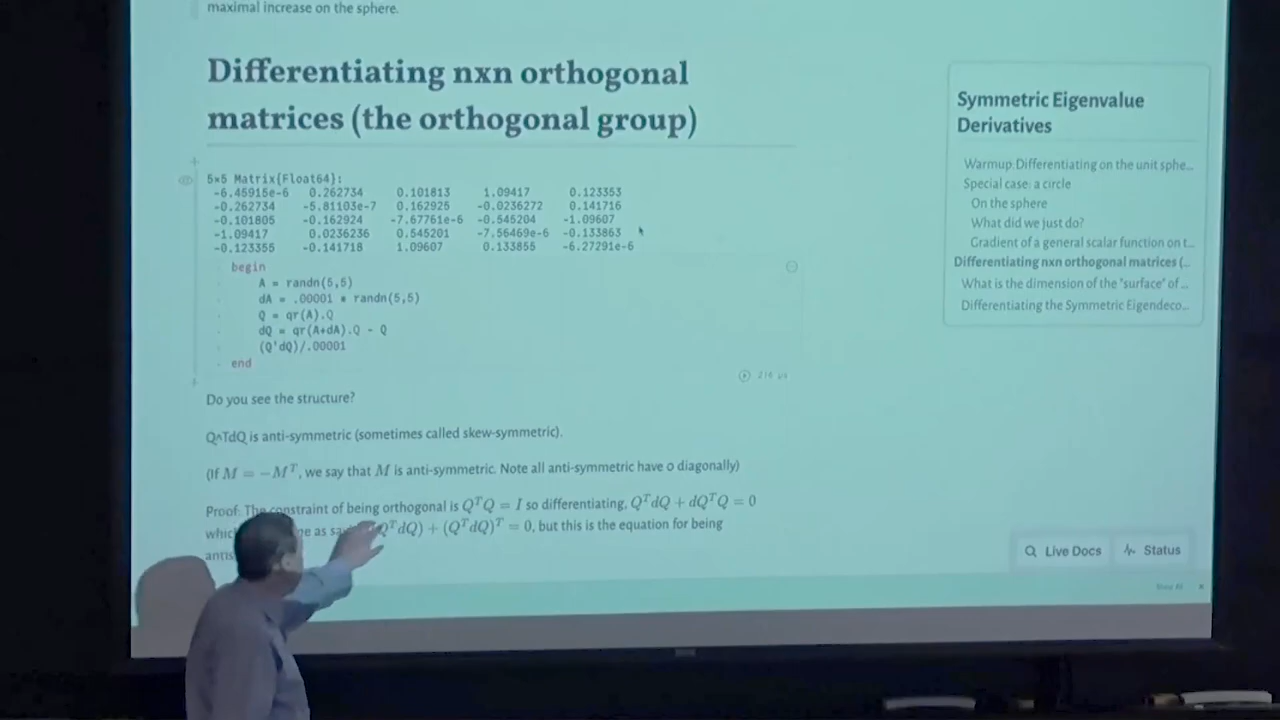 maximal increase on the sphere.
Differentiating nxn orthogonal
matrices (the orthogonal group)
5×5 Matrix{Float64}:
-6.45915e-6 0.262734 0.101813 1.09417 0.123353
-0.262734 -5.81103e-7 0.162925 -0.0236272 0.141716
-0.101805 -0.162924 -7.67761e-6 -0.545204 -1.09607
-1.09417 0.0236236 0.545201 -7.56469e-6 -0.133863
-0.123355 -0.141718 1.09607 0.133855 -6.27291e-6
begin
A = randn(5,5)
dA = .00001 * randn(5,5)
Q = qr(A).Q
dQ = qr(A+dA).Q - Q
(Q'dQ)/.00001
end
Do you see the structure?
Q^TdQ is anti-symmetric (sometimes called skew-symmetric).
(If M = −Mᵀ, we say that M is anti-symmetric. Note all anti-symmetric have 0 diagonally)
Proof: The constraint of being orthogonal is QᵀQ = I so differentiating, QᵀdQ + dQᵀQ = 0
QᵀdQ) + (QᵀdQ)ᵀ = 0, but this is the equation for being
Symmetric Eigenvalue
Derivatives
Warmup: Differentiating on the unit sphe...
Special case: a circle
On the sphere
What did we just do?
Gradient of a general scalar function on t...
Differentiating nxn orthogonal matrices (...
What is the dimension of the "surface" of ...
Differentiating the Symmetric Eigendeco...
Live Docs
Status